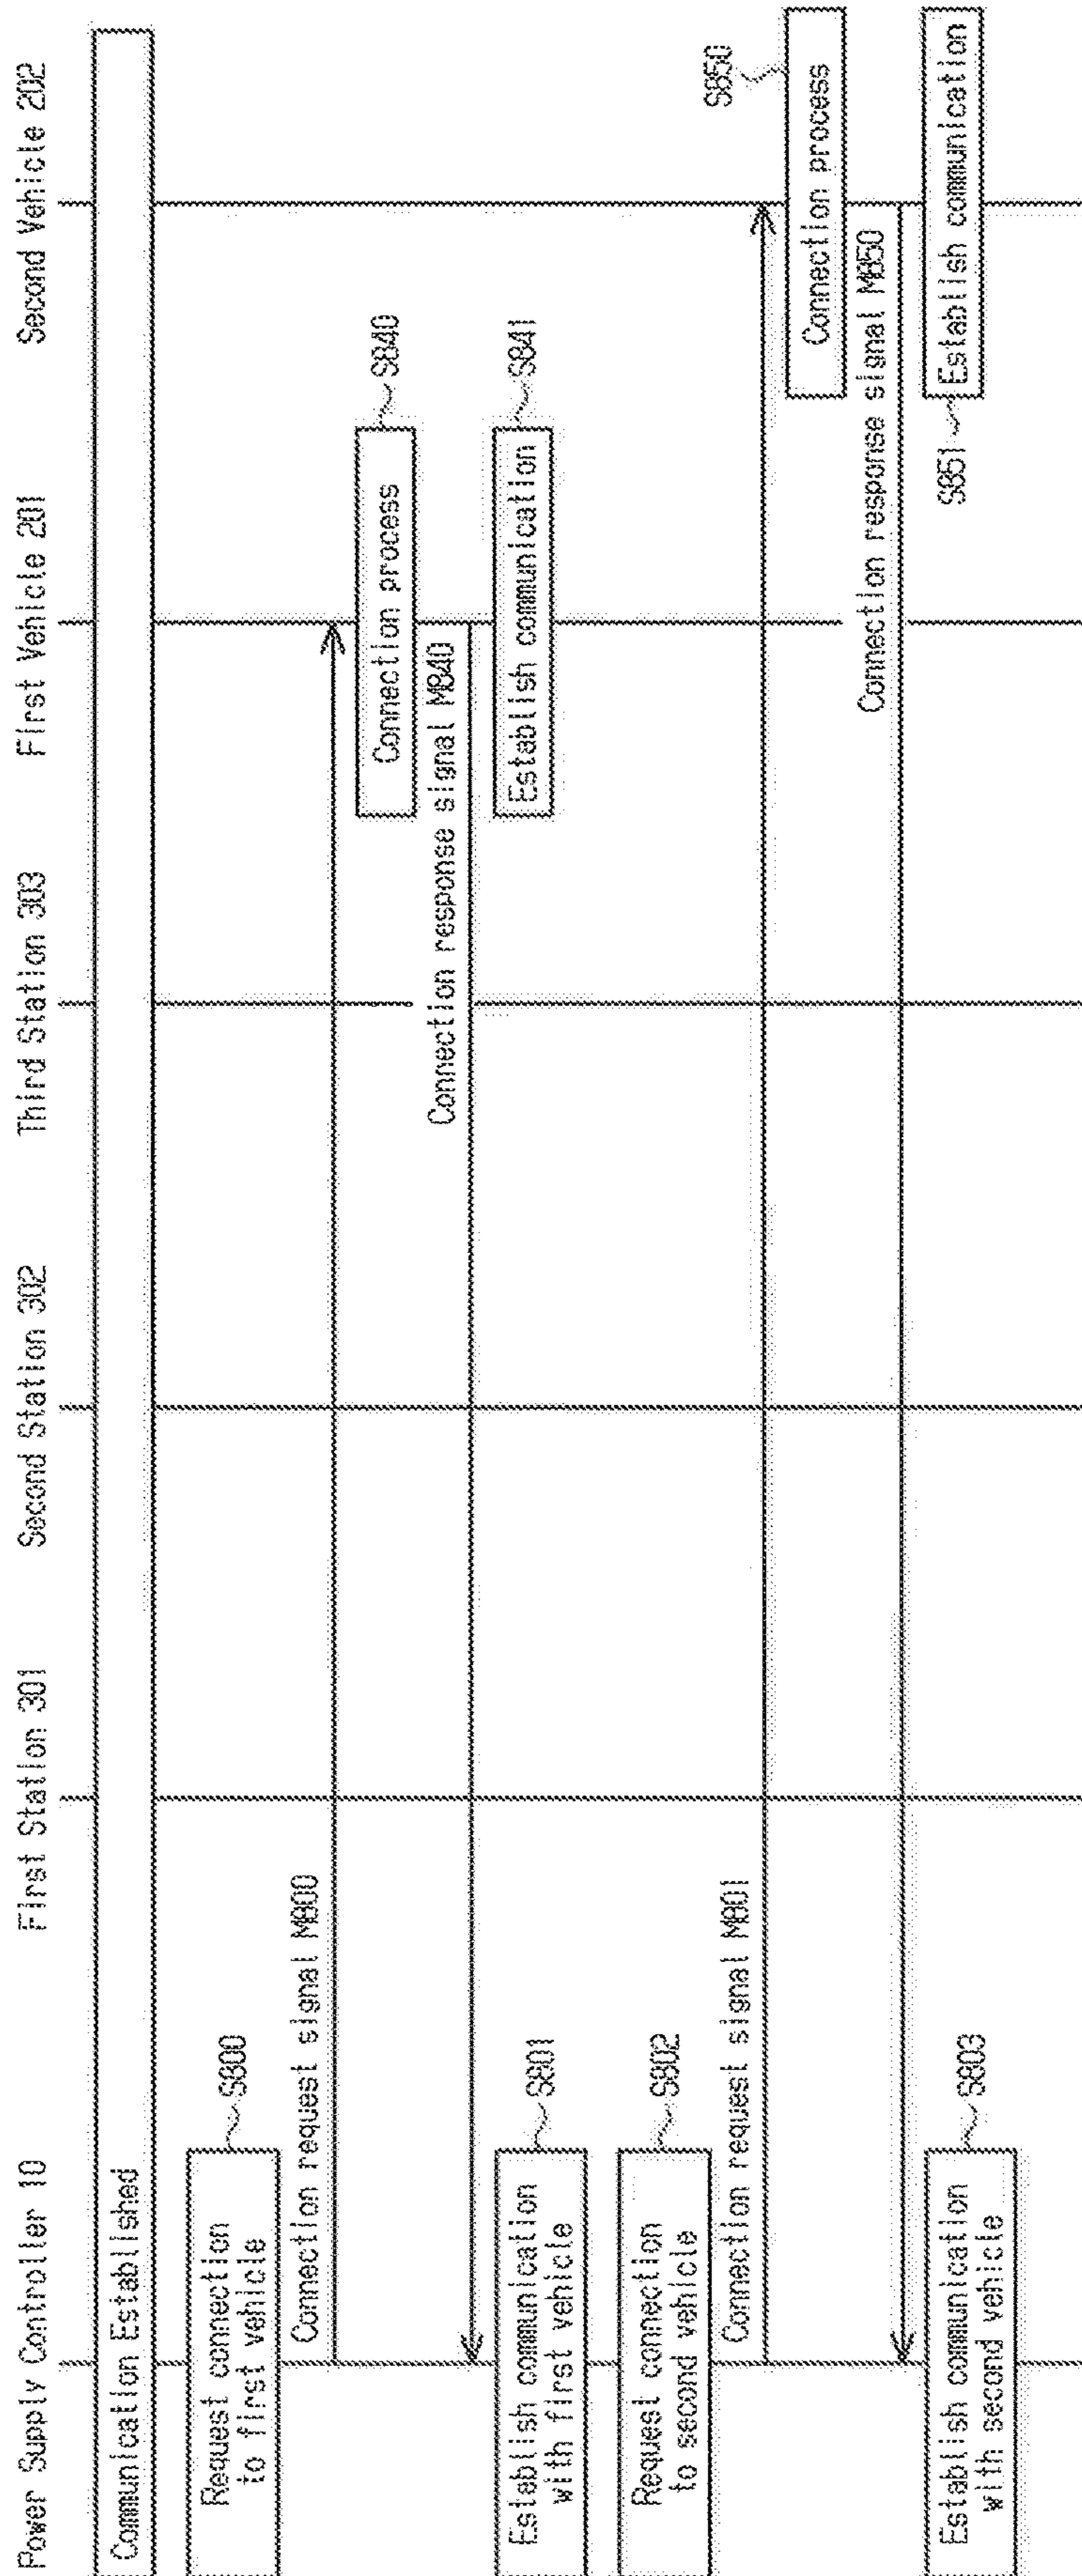 Power Supply Controller 10
First Station 301
Second Station 302
Third Station 303
First Vehicle 201
Second Vehicle 202
Communication Established
Request connection
to first vehicle
S800
Connection request signal M800
Connection process
S840
Connection response signal M840
Establish communication
with first vehicle
S801
Establish communication
S841
Request connection
to second vehicle
S802
Connection request signal M801
S850
Connection process
Connection response signal M850
Establish communication
with second vehicle
S803
S851
Establish communication